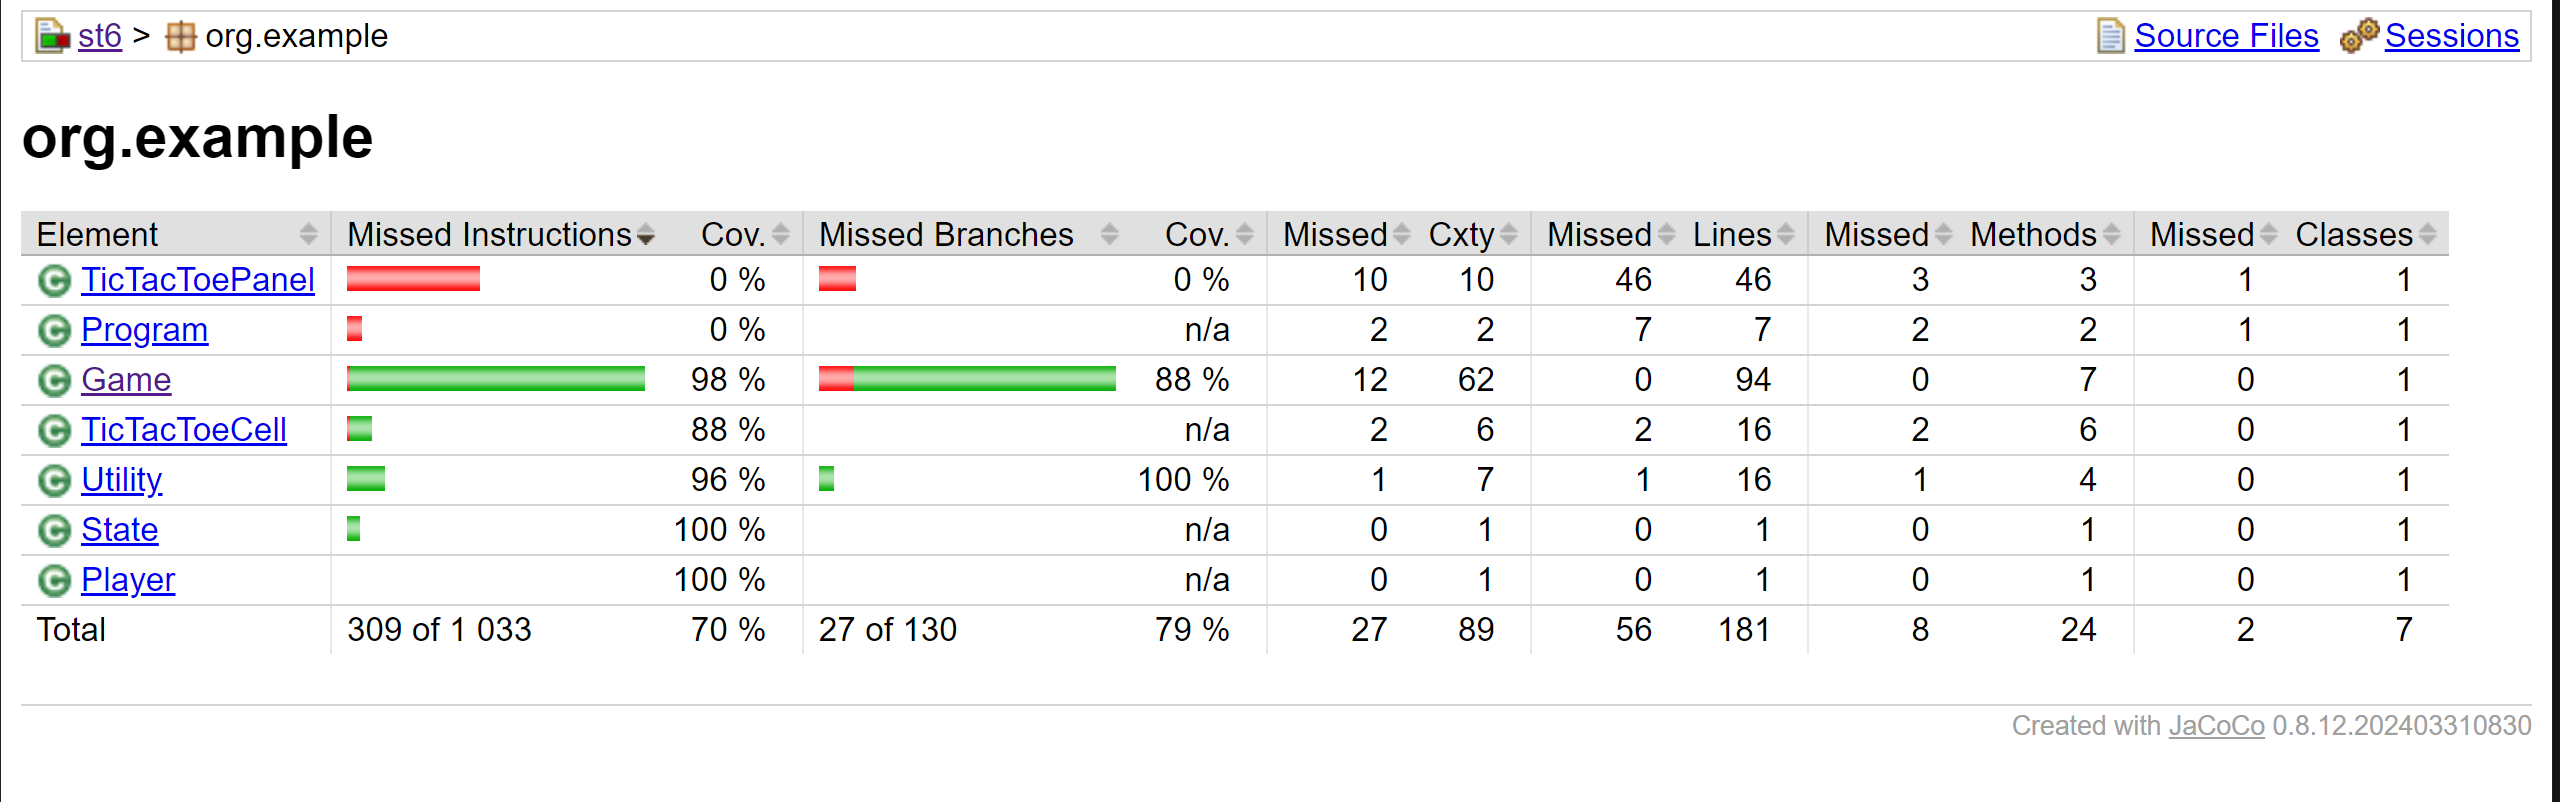 st6 > org.example Source Files Sessions
org.example
Element Missed Instructions Cov. Missed Branches Cov. Missed Cxty Missed Lines Missed Methods Missed Classes
TicTacToePanel 0 % 0 % 10 10 46 46 3 3 1 1
Program 0 % n/a 2 2 7 7 2 2 1 1
Game 98 % 88 % 12 62 0 94 0 7 0 1
TicTacToeCell 88 % n/a 2 6 2 16 2 6 0 1
Utility 96 % 100 % 1 7 1 16 1 4 0 1
State 100 % n/a 0 1 0 1 0 1 0 1
Player 100 % n/a 0 1 0 1 0 1 0 1
Total 309 of 1 033 70 % 27 of 130 79 % 27 89 56 181 8 24 2 7
Created with JaCoCo 0.8.12.202403310830